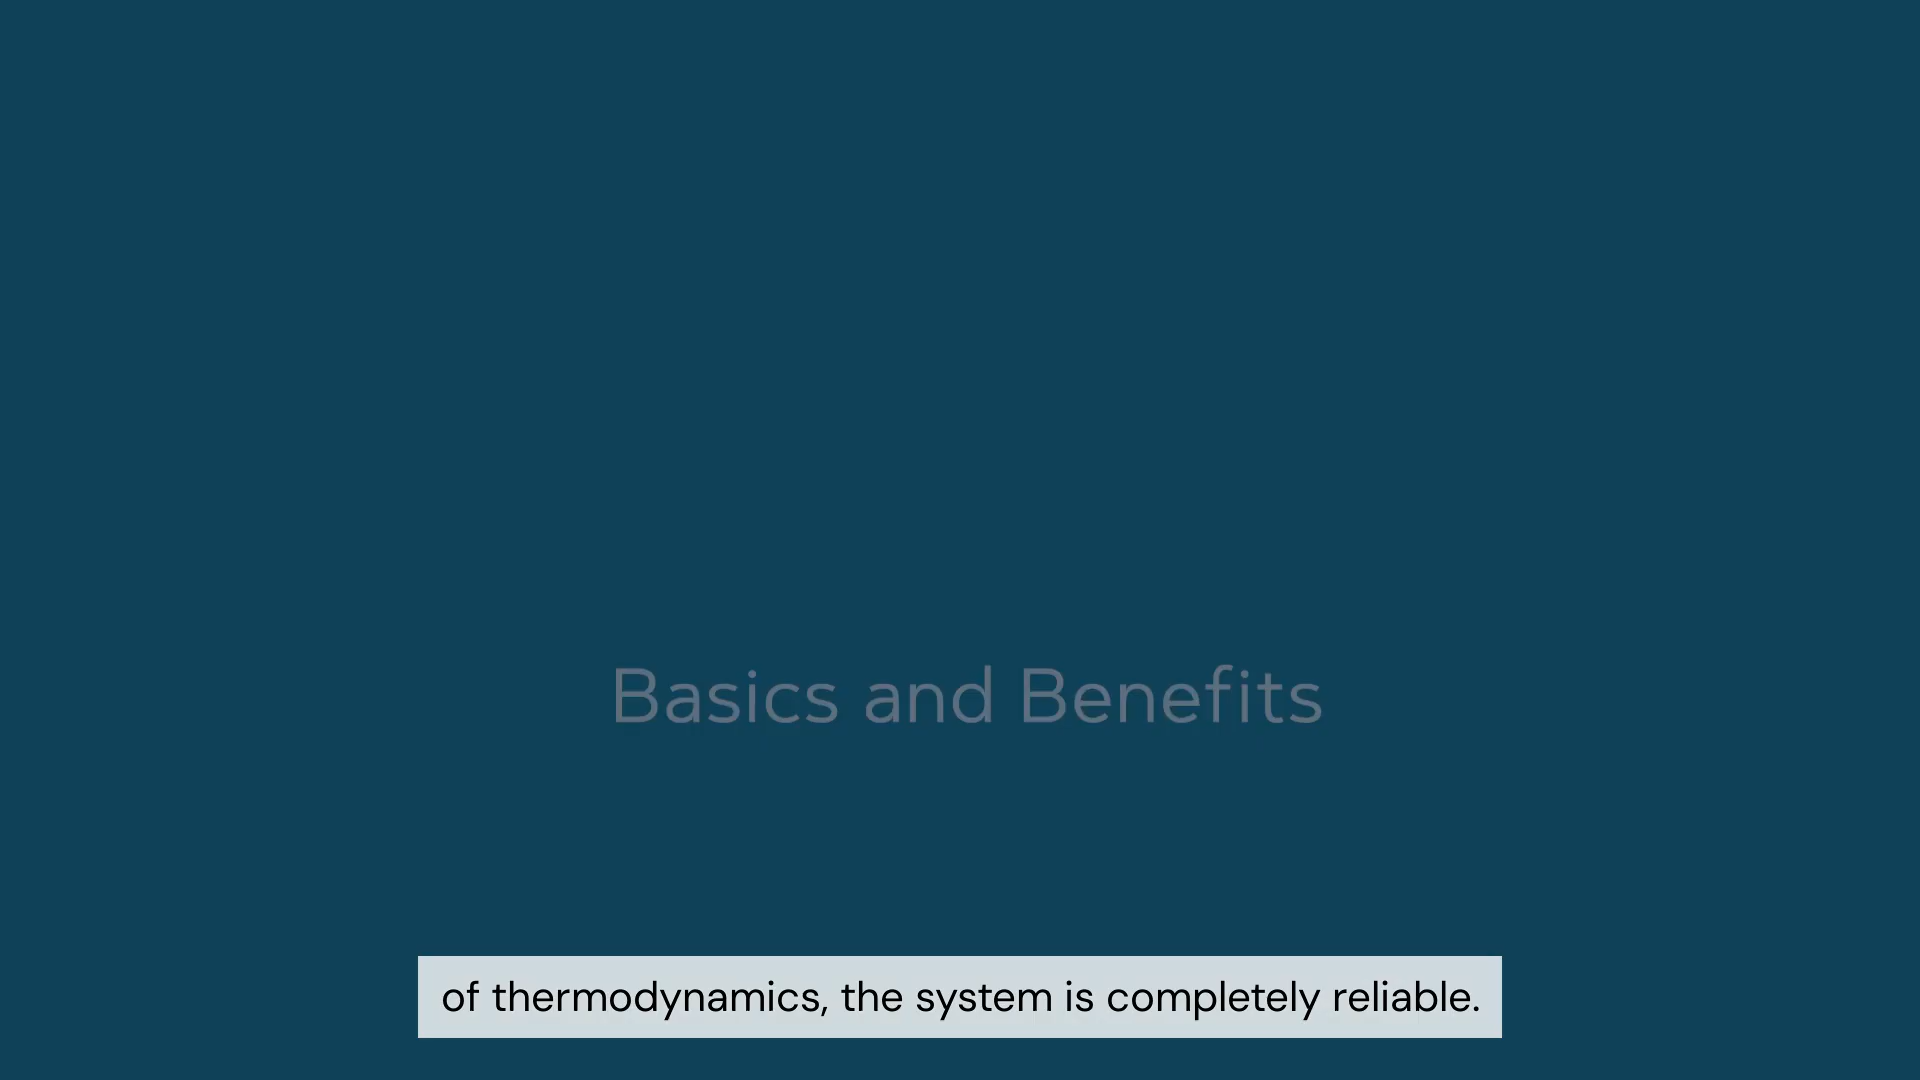 Basics and Benefits
of thermodynamics, the system is completely reliable.